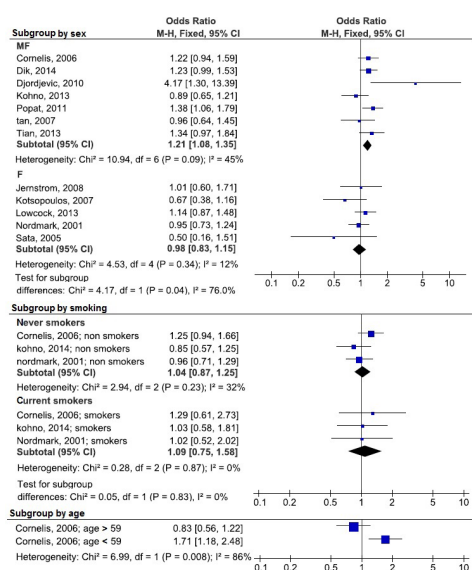 Odds Ratio Odds Ratio
Subgroup by sex M-H, Fixed, 95% CI M-H, Fixed, 95% CI
MF
Cornelis, 2006 1.22 [0.94, 1.59]
Dik, 2014 1.23 [0.99, 1.53]
Djordjevic, 2010 4.17 [1.30, 13.39]
Kohno, 2013 0.89 [0.65, 1.21]
Popat, 2011 1.38 [1.06, 1.79]
tan, 2007 0.96 [0.64, 1.45]
Tian, 2013 1.34 [0.97, 1.84]
Subtotal (95% CI) 1.21 [1.08, 1.35]
Heterogeneity: Chi² = 10.94, df = 6 (P = 0.09); I² = 45%
F
Jernstrom, 2008 1.01 [0.60, 1.71]
Kotsopoulos, 2007 0.67 [0.38, 1.16]
Lowcock, 2013 1.14 [0.87, 1.48]
Nordmark, 2001 0.95 [0.73, 1.24]
Sata, 2005 0.50 [0.16, 1.51]
Subtotal (95% CI) 0.98 [0.83, 1.15]
Heterogeneity: Chi² = 4.53, df = 4 (P = 0.34); I² = 12%
Test for subgroup
differences: Chi² = 4.17, df = 1 (P = 0.04), I² = 76.0%
0.1 0.2 0.5 1 2 5 10
Subgroup by smoking
Never smokers
Cornelis, 2006; non smokers 1.25 [0.94, 1.66]
kohno, 2014; non smokers 0.85 [0.57, 1.25]
nordmark, 2001; non smokers 0.96 [0.71, 1.29]
Subtotal (95% CI) 1.04 [0.87, 1.25]
Heterogeneity: Chi² = 2.94, df = 2 (P = 0.23); I² = 32%
Current smokers
Cornelis, 2006; smokers 1.29 [0.61, 2.73]
kohno, 2014; smokers 1.03 [0.58, 1.81]
Nordmark, 2001; smokers 1.02 [0.52, 2.02]
Subtotal (95% CI) 1.09 [0.75, 1.58]
Heterogeneity: Chi² = 0.28, df = 2 (P = 0.87); I² = 0%
Test for subgroup
differences: Chi² = 0.05, df = 1 (P = 0.83), I² = 0%
0.1 0.2 0.5 1 2 5 10
Subgroup by age
Cornelis, 2006; age > 59 0.83 [0.56, 1.22]
Cornelis, 2006; age < 59 1.71 [1.18, 2.48]
Heterogeneity: Chi² = 6.99, df = 1 (P = 0.008); I² = 86%
0.1 0.2 0.5 1 2 5 10